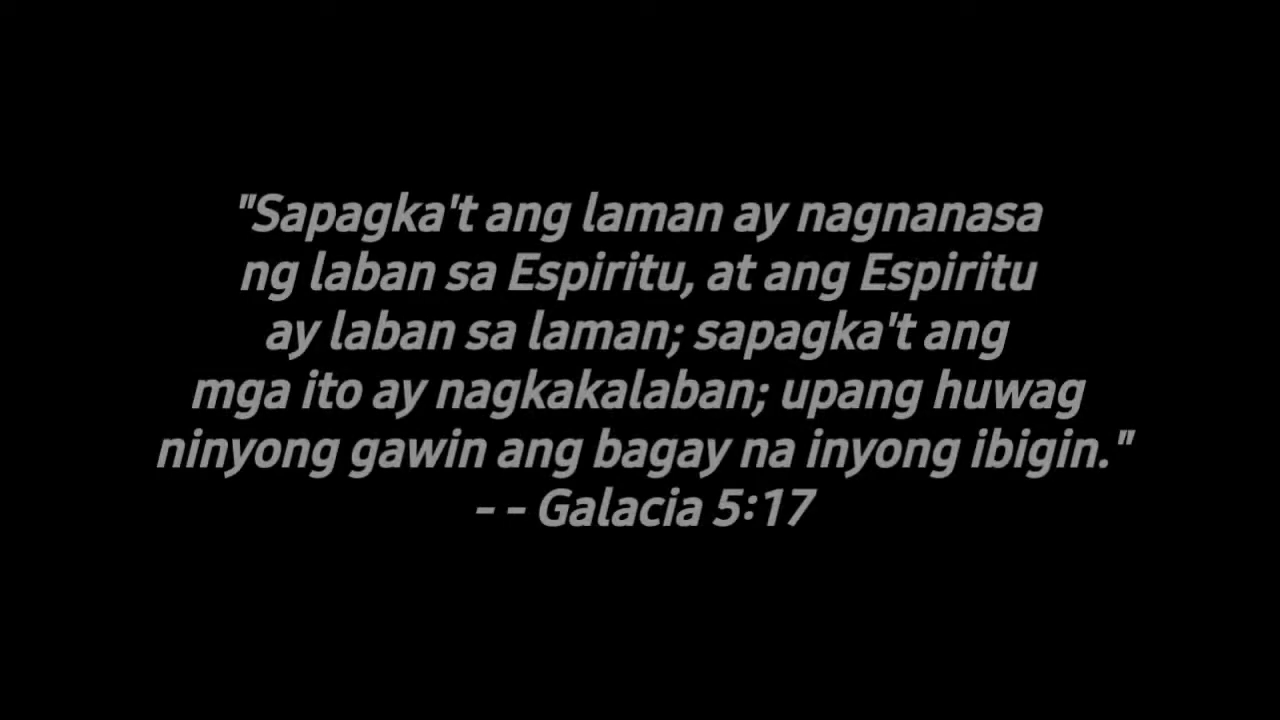 "Sapagka't ang laman ay nagnanasa
ng laban sa Espiritu, at ang Espiritu
ay laban sa laman; sapagka't ang
mga ito ay nagkakalaban; upang huwag
ninyong gawin ang bagay na inyong ibigin."
- - Galacia 5:17